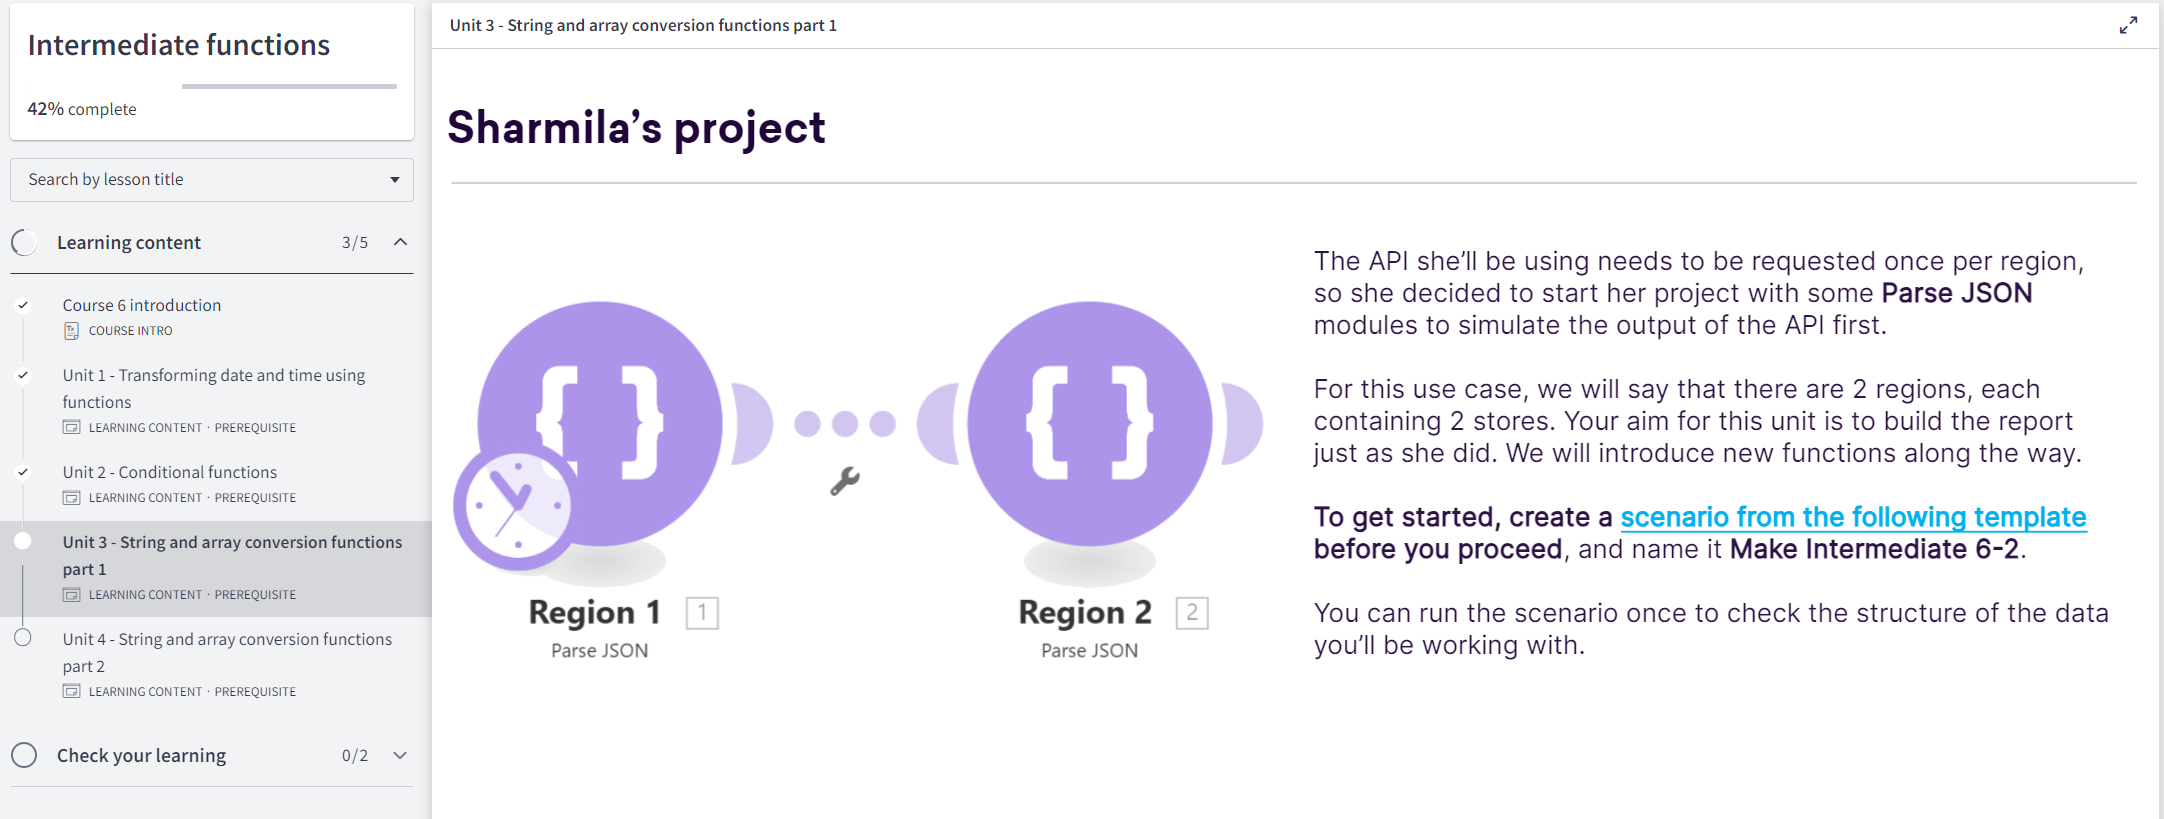 Intermediate functions
42% complete
Search by lesson title
Learning content 3/5
Course 6 introduction
COURSE INTRO
Unit 1 - Transforming date and time using
functions
LEARNING CONTENT · PREREQUISITE
Unit 2 - Conditional functions
LEARNING CONTENT · PREREQUISITE
Unit 3 - String and array conversion functions
part 1
LEARNING CONTENT · PREREQUISITE
Unit 4 - String and array conversion functions
part 2
LEARNING CONTENT · PREREQUISITE
Check your learning 0/2
Unit 3 - String and array conversion functions part 1
Sharmila’s project
Region 1 1
Parse JSON
Region 2 2
Parse JSON
The API she’ll be using needs to be requested once per region,
so she decided to start her project with some Parse JSON
modules to simulate the output of the API first.
For this use case, we will say that there are 2 regions, each
containing 2 stores. Your aim for this unit is to build the report
just as she did. We will introduce new functions along the way.
To get started, create a scenario from the following template
before you proceed, and name it Make Intermediate 6-2.
You can run the scenario once to check the structure of the data
you’ll be working with.